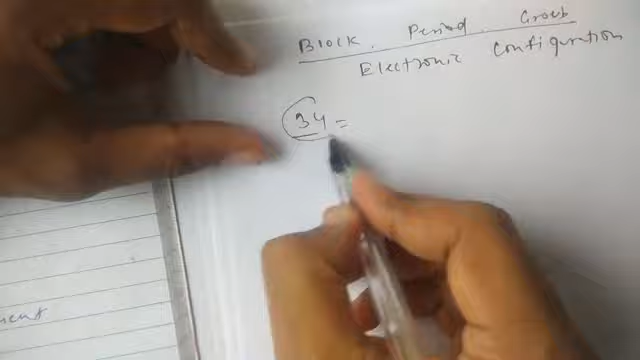 Block. Period. Group
Electronic Configuration
34 =